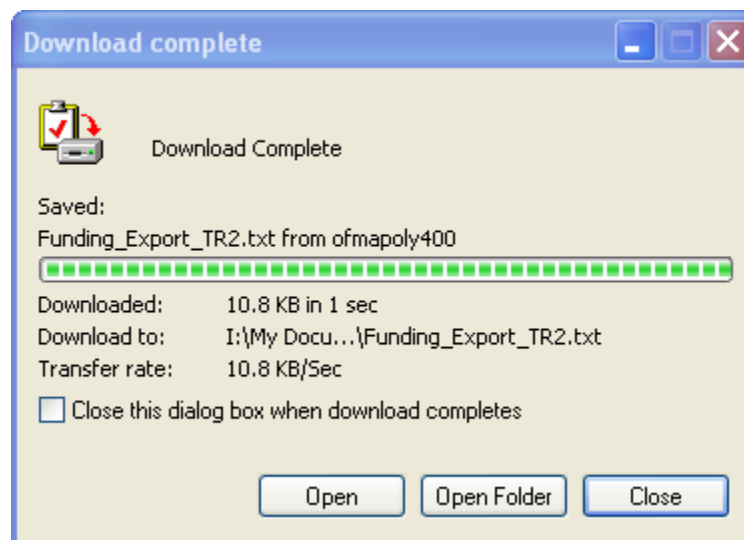 Download complete
Download Complete
Saved:
Funding_Export_TR2.txt from ofmapoly400
Downloaded: 10.8 KB in 1 sec
Download to: I:\My Docu...\Funding_Export_TR2.txt
Transfer rate: 10.8 KB/Sec
Close this dialog box when download completes
Open Open Folder Close